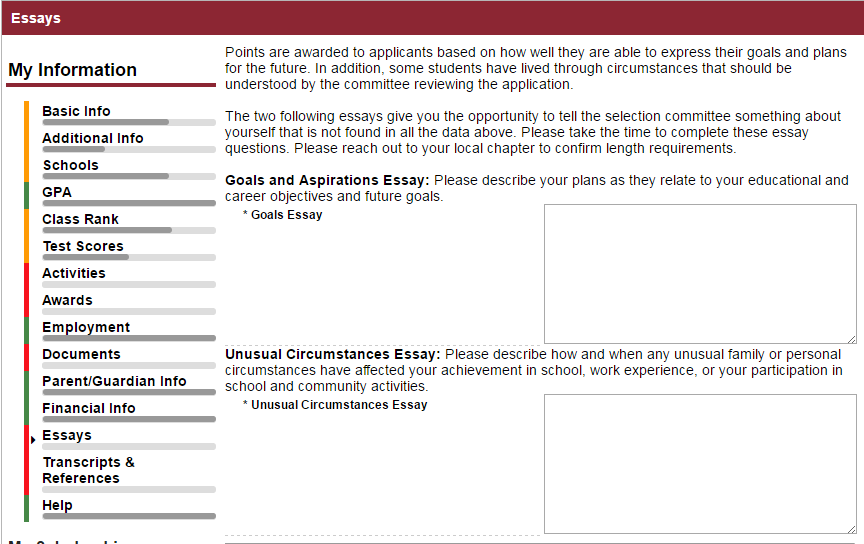 Essays
My Information
Basic Info
Additional Info
Schools
GPA
Class Rank
Test Scores
Activities
Awards
Employment
Documents
Parent/Guardian Info
Financial Info
Essays
Transcripts &
References
Help
Points are awarded to applicants based on how well they are able to express their goals and plans
for the future. In addition, some students have lived through circumstances that should be
understood by the committee reviewing the application.
The two following essays give you the opportunity to tell the selection committee something about
yourself that is not found in all the data above. Please take the time to complete these essay
questions. Please reach out to your local chapter to confirm length requirements.
Goals and Aspirations Essay: Please describe your plans as they relate to your educational and
career objectives and future goals.
* Goals Essay
Unusual Circumstances Essay: Please describe how and when any unusual family or personal
circumstances have affected your achievement in school, work experience, or your participation in
school and community activities.
* Unusual Circumstances Essay